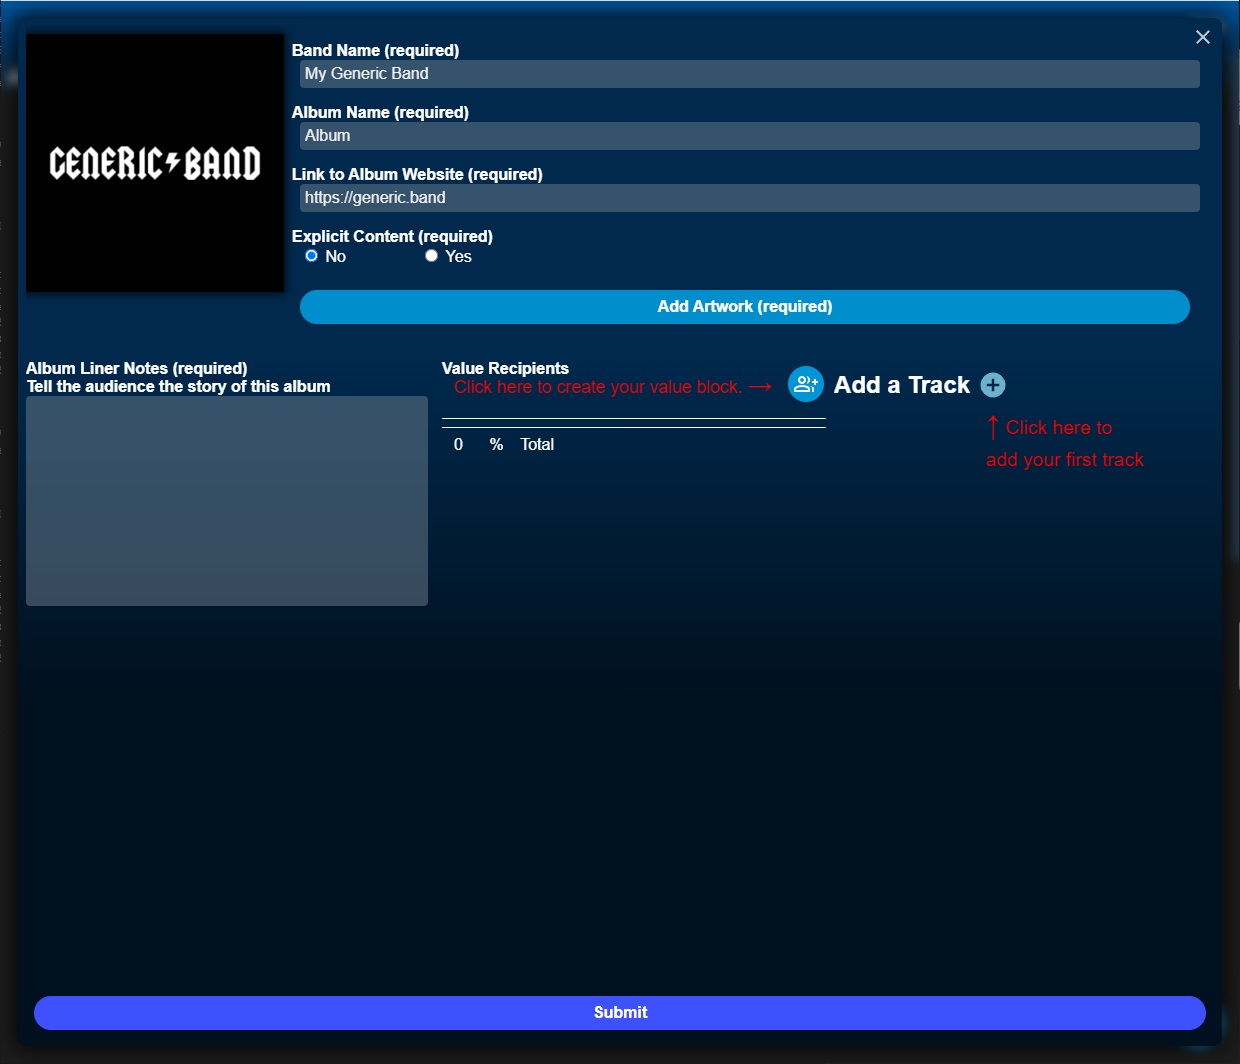 GENERIC BAND
Band Name (required)
My Generic Band
Album Name (required)
Album
Link to Album Website (required)
https://generic.band
Explicit Content (required)
No Yes
Add Artwork (required)
Album Liner Notes (required)
Tell the audience the story of this album
Value Recipients
Click here to create your value block. →
0 % Total
Add a Track
↑ Click here to
add your first track
Submit